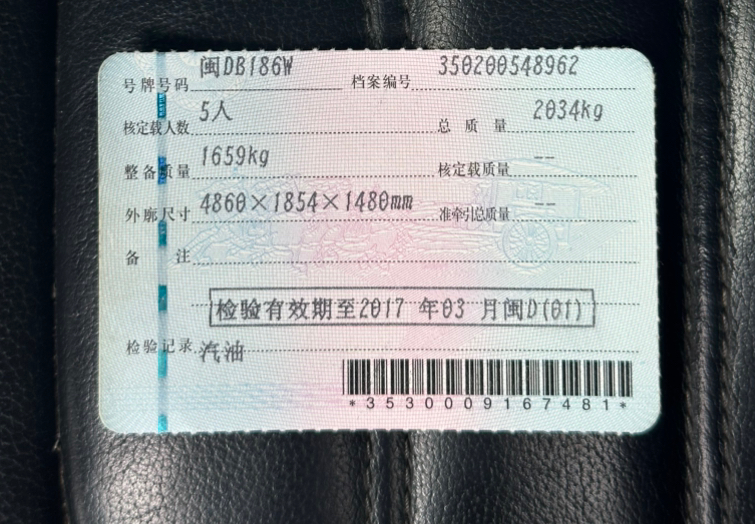 号牌号码 闽DB186W 档案编号 350200548962
核定载人数 5人 总质量 2034kg
整备质量 1659kg 核定载质量 --
外廓尺寸 4860×1854×1480mm 准牵引总质量 --
备注
检验有效期至2017 年03 月闽D(01)
检验记录 汽油
*3530009167481*